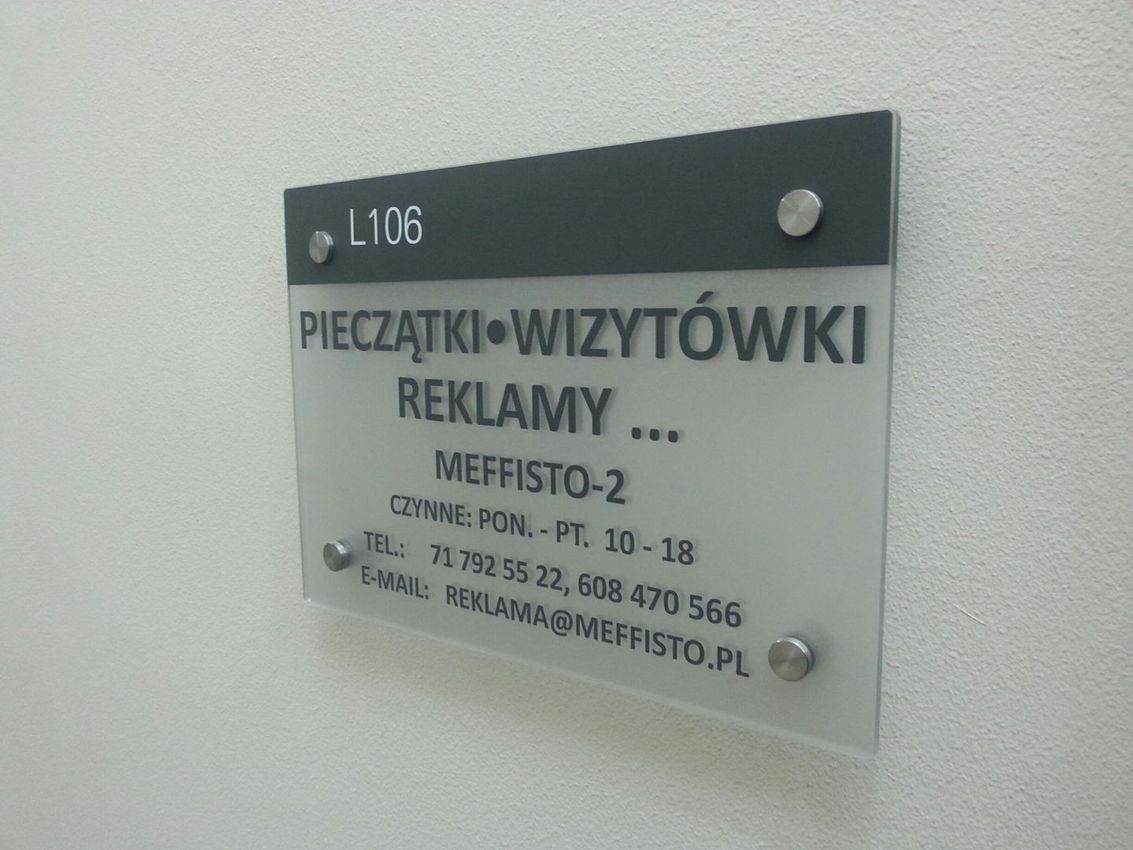 L106
PIECZĄTKI•WIZYTÓWKI
REKLAMY ...
MEFFISTO-2
CZYNNE: PON. - PT. 10 - 18
TEL.: 71 792 55 22, 608 470 566
E-MAIL: REKLAMA@MEFFISTO.PL